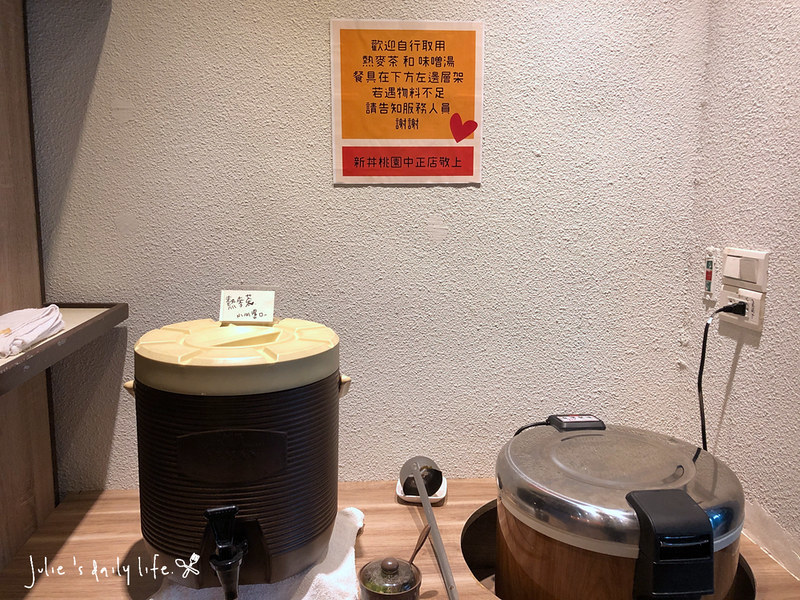 歡迎自行取用
熱麥茶 和 味噌湯
餐具在下方左邊層架
若遇物料不足
請告知服務人員
謝謝
新丼桃園中正店敬上
熱麥茶
Julie's daily life.